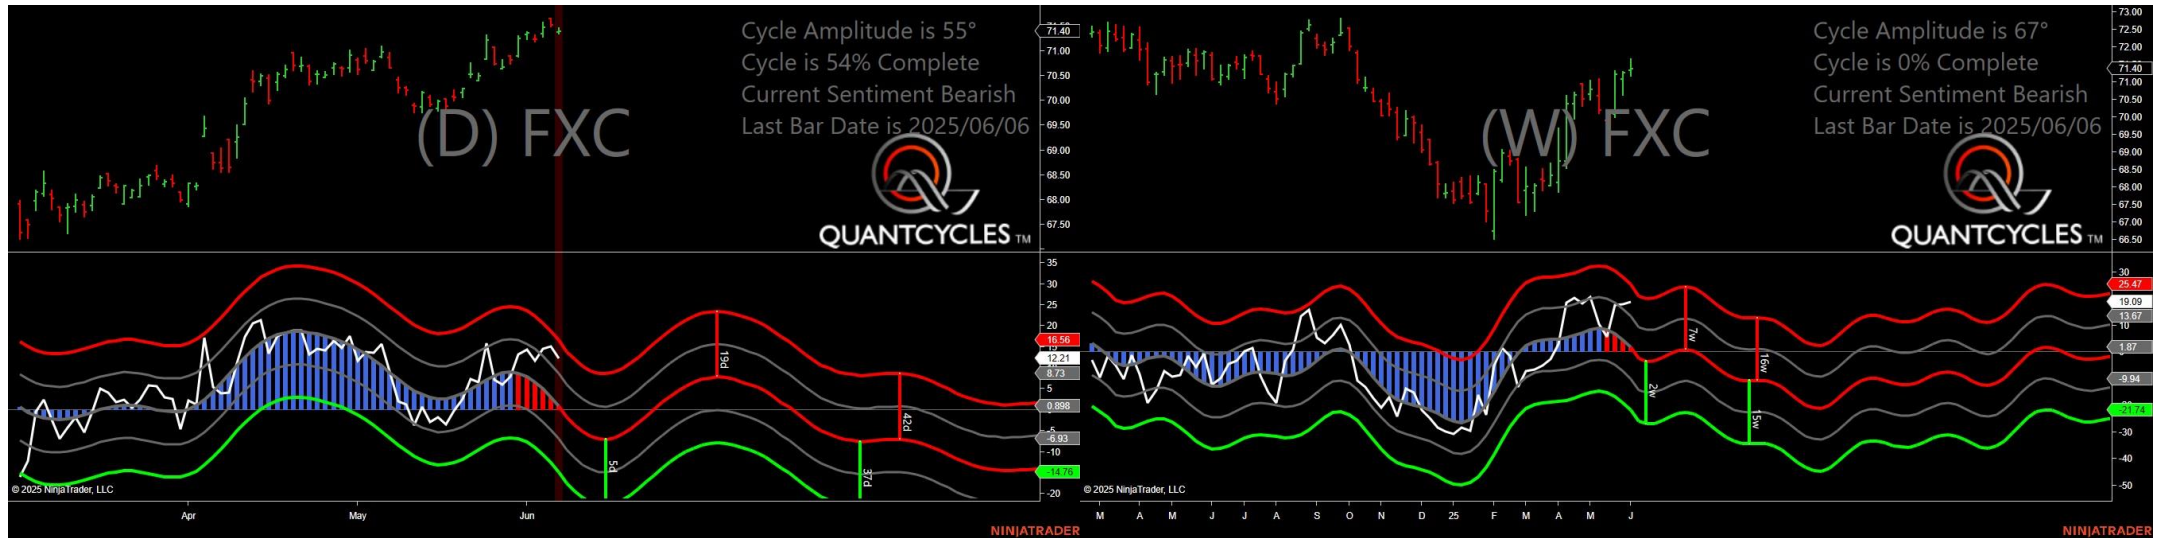 Cycle Amplitude is 55°
Cycle is 54% Complete
Current Sentiment Bearish
Last Bar Date is 2025/06/06
(D) FXC
QUANTCYCLES TM
71.40
71.00
70.50
70.00
69.50
69.00
68.50
68.00
67.50
35
30
25
20
16.56
12.21
8.73
5
0.898
-5
-6.93
-10
-14.76
-20
19d
42d
5d
37d
© 2025 NinjaTrader, LLC
Apr
May
Jun
NINJATRADER
Cycle Amplitude is 67°
Cycle is 0% Complete
Current Sentiment Bearish
Last Bar Date is 2025/06/06
(W) FXC
QUANTCYCLES TM
73.00
72.50
72.00
71.40
71.00
70.50
70.00
69.50
69.00
68.50
68.00
67.50
67.00
66.50
30
25.47
19.09
13.67
10
1.87
-9.94
-21.74
-30
-40
-50
7w
16w
2w
15w
© 2025 NinjaTrader, LLC
M A M J J A S O N D 25 F M A M J
NINJATRADER